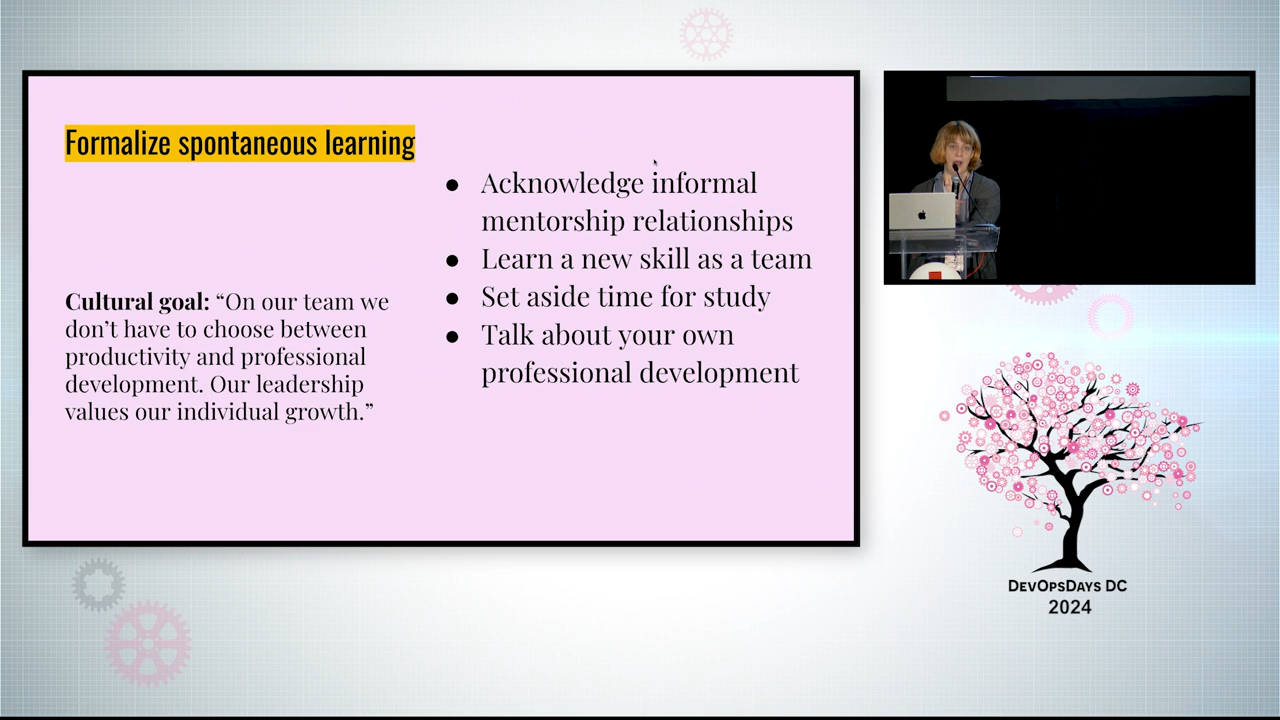 Formalize spontaneous learning
Cultural goal: “On our team we
don’t have to choose between
productivity and professional
development. Our leadership
values our individual growth.”
● Acknowledge informal
mentorship relationships
● Learn a new skill as a team
● Set aside time for study
● Talk about your own
professional development
DevOpsDays DC
2024